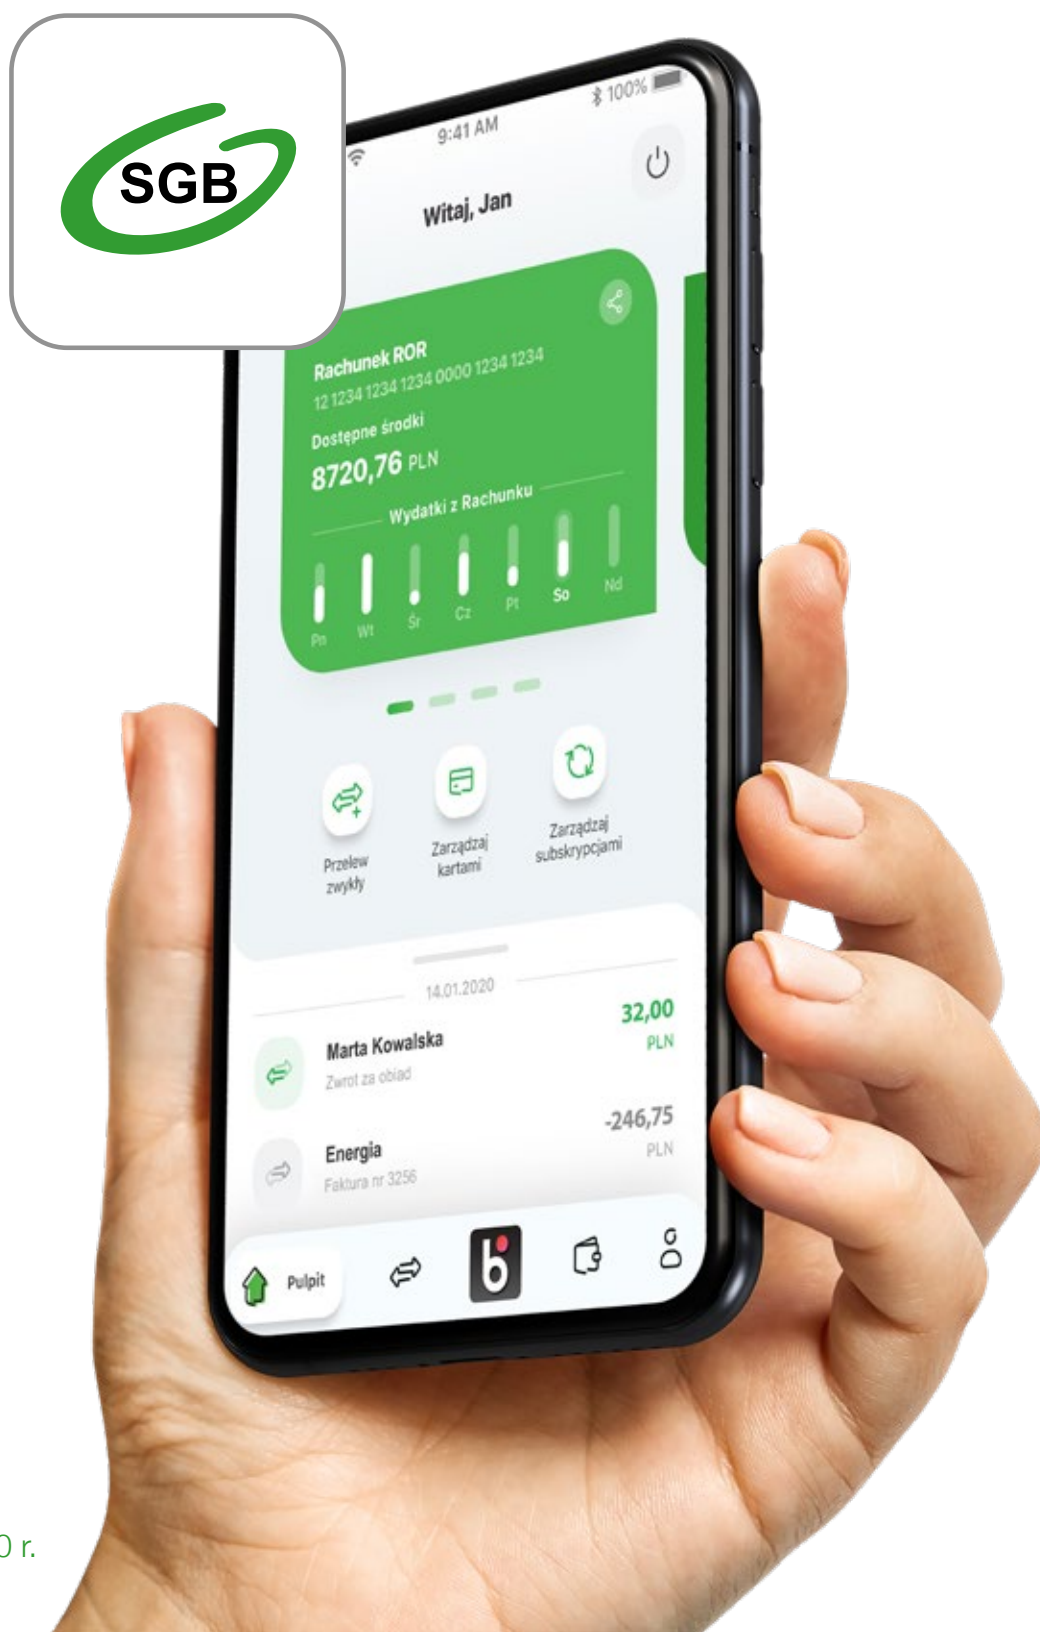 SGB
9:41 AM
100%
Witaj, Jan
Rachunek ROR
12 1234 1234 1234 0000 1234 1234
Dostępne środki
8720,76 PLN
Wydatki z Rachunku
Pn Wt Śr Cz Pt So Nd
Przelew
zwykły
Zarządzaj
kartami
Zarządzaj
subskrypcjami
14.01.2020
Marta Kowalska
32,00
Zwrot za obiad
PLN
Energia
-246,75
Faktura nr 3256
PLN
Pulpit
b
0 r.